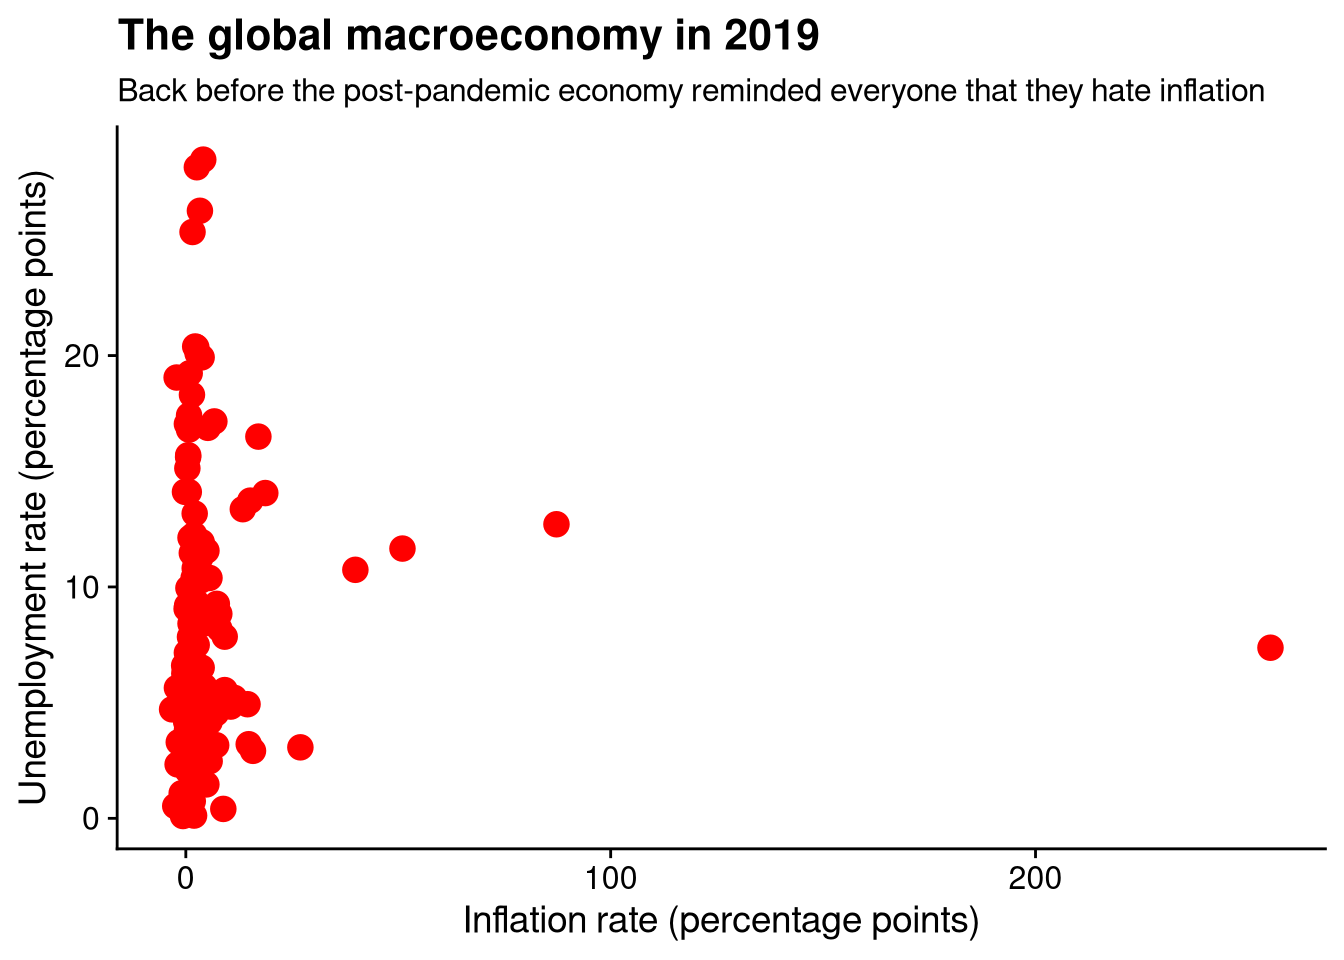 The global macroeconomy in 2019
Back before the post-pandemic economy reminded everyone that they hate inflation
Unemployment rate (percentage points)
20
10
0
0 100 200
Inflation rate (percentage points)